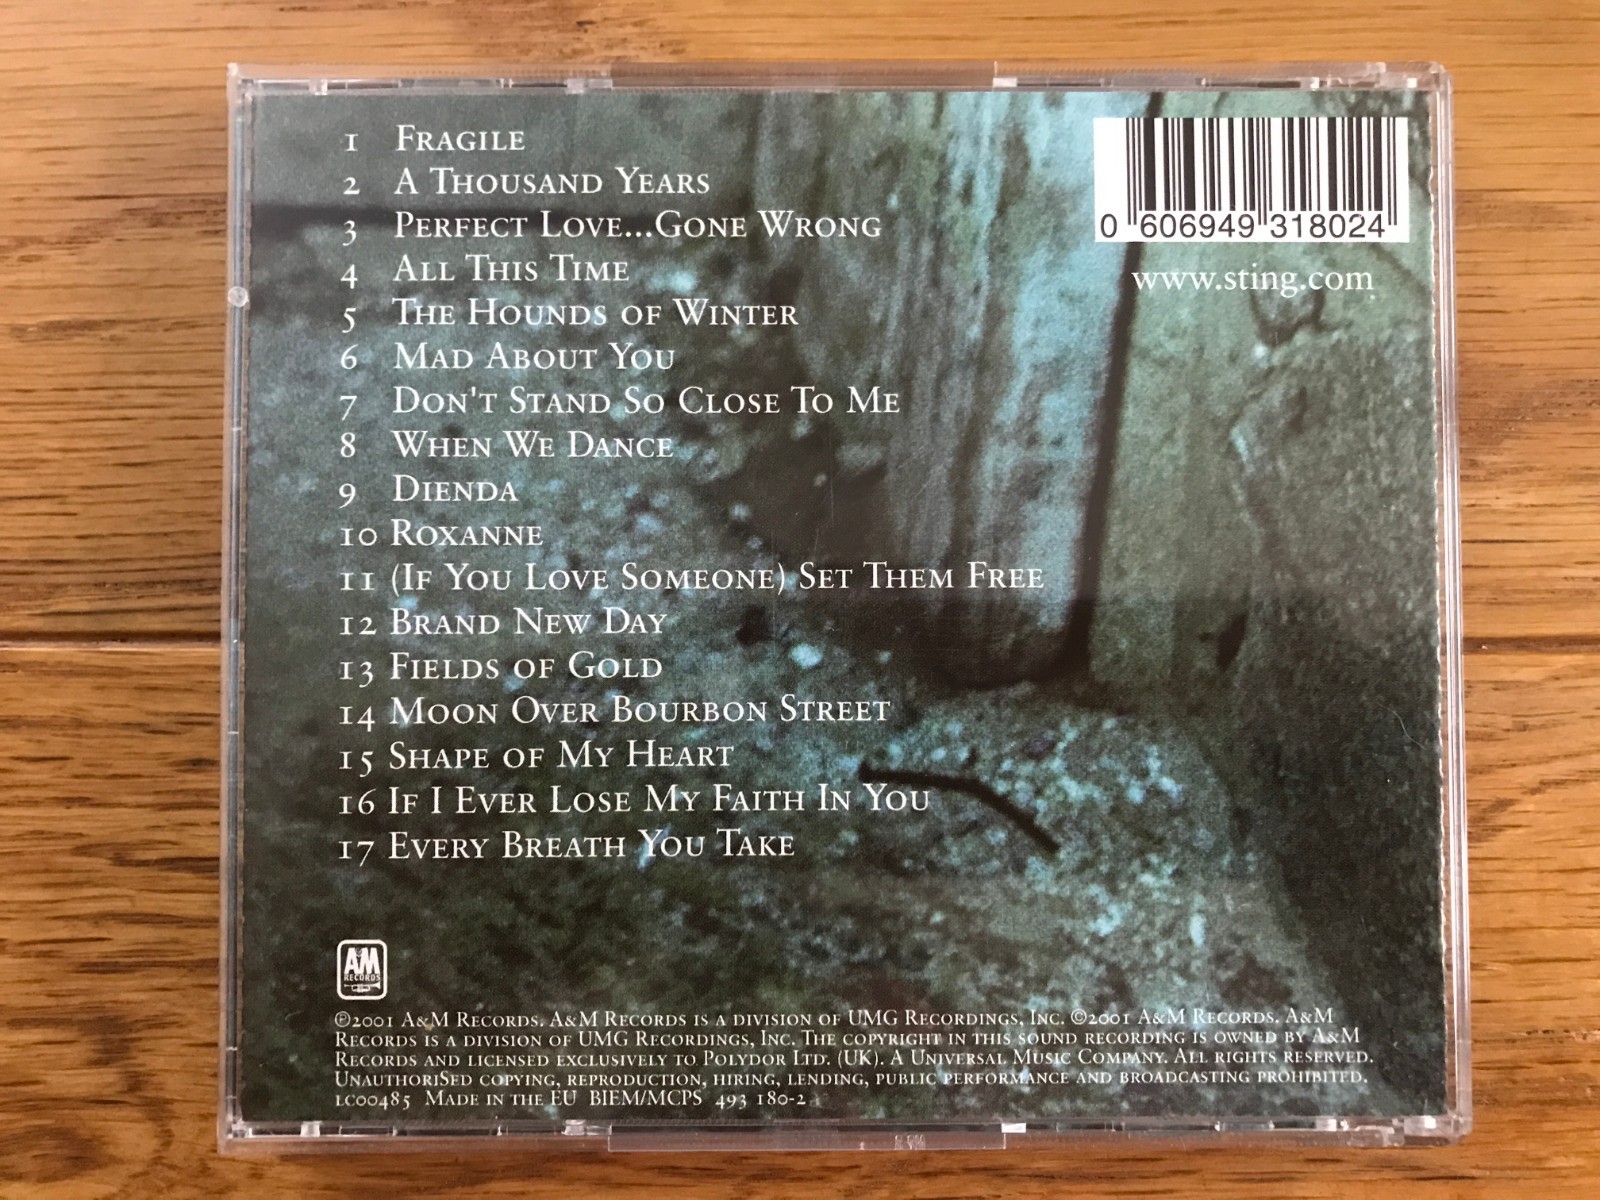 1 Fragile
2 A Thousand Years
3 Perfect Love...Gone Wrong
4 All This Time
5 The Hounds of Winter
6 Mad About You
7 Don't Stand So Close To Me
8 When We Dance
9 Dienda
10 Roxanne
11 (If You Love Someone) Set Them Free
12 Brand New Day
13 Fields of Gold
14 Moon Over Bourbon Street
15 Shape of My Heart
16 If I Ever Lose My Faith In You
17 Every Breath You Take
0 606949 318024
www.sting.com
A&M
RECORDS
℗2001 A&M Records. A&M Records is a division of UMG Recordings, Inc. ©2001 A&M Records. A&M
Records is a division of UMG Recordings, Inc. The copyright in this sound recording is owned by A&M
Records and licensed exclusively to Polydor Ltd. (UK). A Universal Music Company. All rights reserved.
UnauthoriSed copying, reproduction, hiring, lending, public performance and broadcasting prohibited.
LC00485 Made in the EU BIEM/MCPS 493 180-2